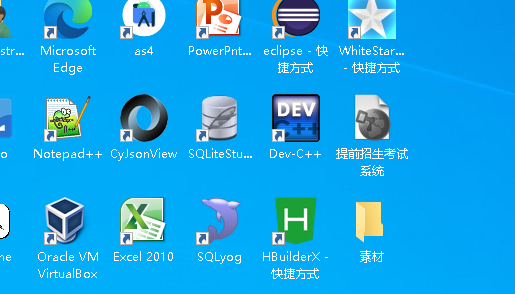 str...
Microsoft
Edge
as4
PowerPnt...
eclipse - 快
捷方式
WhiteStar...
- 快捷方式
Notepad++
CyJsonView
SQLiteStu...
DEV
C++
Dev-C++
提前招生考试
系统
Oracle VM
VirtualBox
Excel 2010
SQLyog
HBuilderX -
快捷方式
素材